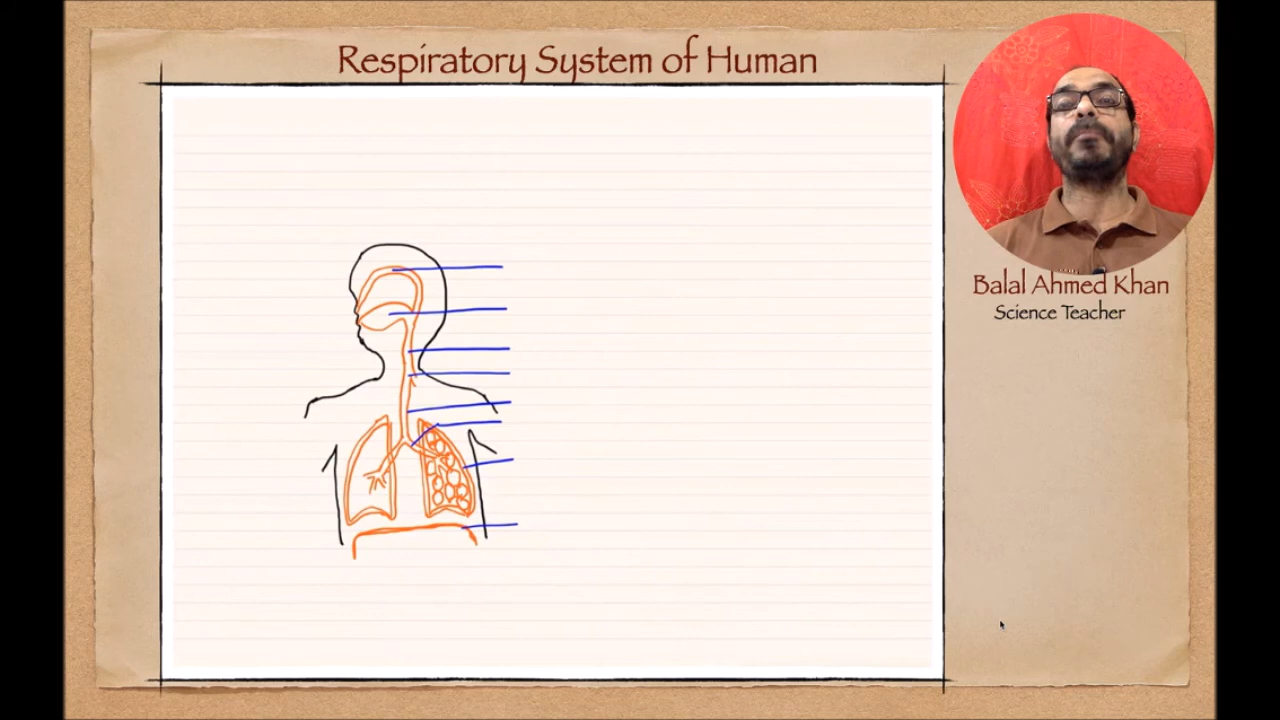 Respiratory System of Human
Balal Ahmed Khan
Science Teacher